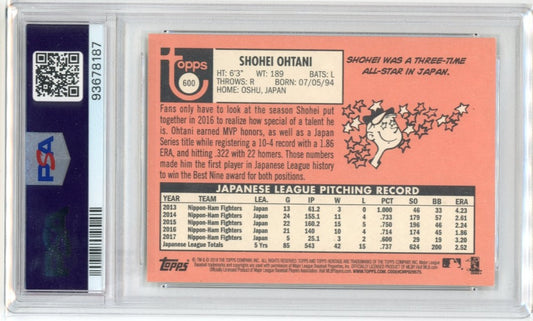 93678187
PSA
topps
600
SHOHEI OHTANI
HT: 6'3" WT: 189 BATS: L
THROWS: R BORN: 07/05/94
HOME: OSHU, JAPAN
SHOHEI WAS A THREE-TIME
ALL-STAR IN JAPAN.
Fans only have to look at the season Shohei put
together in 2016 to realize how special of a talent he
is. Ohtani earned MVP honors, as well as a Japan
Series title while registering a 10-4 record with a 1.86
ERA, and hitting .322 with 22 homers. Those numbers
made him the first player in Japanese League history
to win the Best Nine award for both positions.
JAPANESE LEAGUE PITCHING RECORD
YEAR TEAM LEA. G IP W L PCT SO BB ERA
2013 Nippon-Ham Fighters Japan 13 61.2 3 0 1.000 46 33 4.23
2014 Nippon-Ham Fighters Japan 24 155.1 11 4 .733 179 57 2.61
2015 Nippon-Ham Fighters Japan 22 160.2 15 5 .750 196 46 2.24
2016 Nippon-Ham Fighters Japan 21 140 10 4 .714 174 45 1.86
2017 Nippon-Ham Fighters Japan 5 25.1 3 2 .600 29 19 3.20
Japanese League Totals 5 Yrs. 85 543 42 15 .737 624 200 2.52
Topps